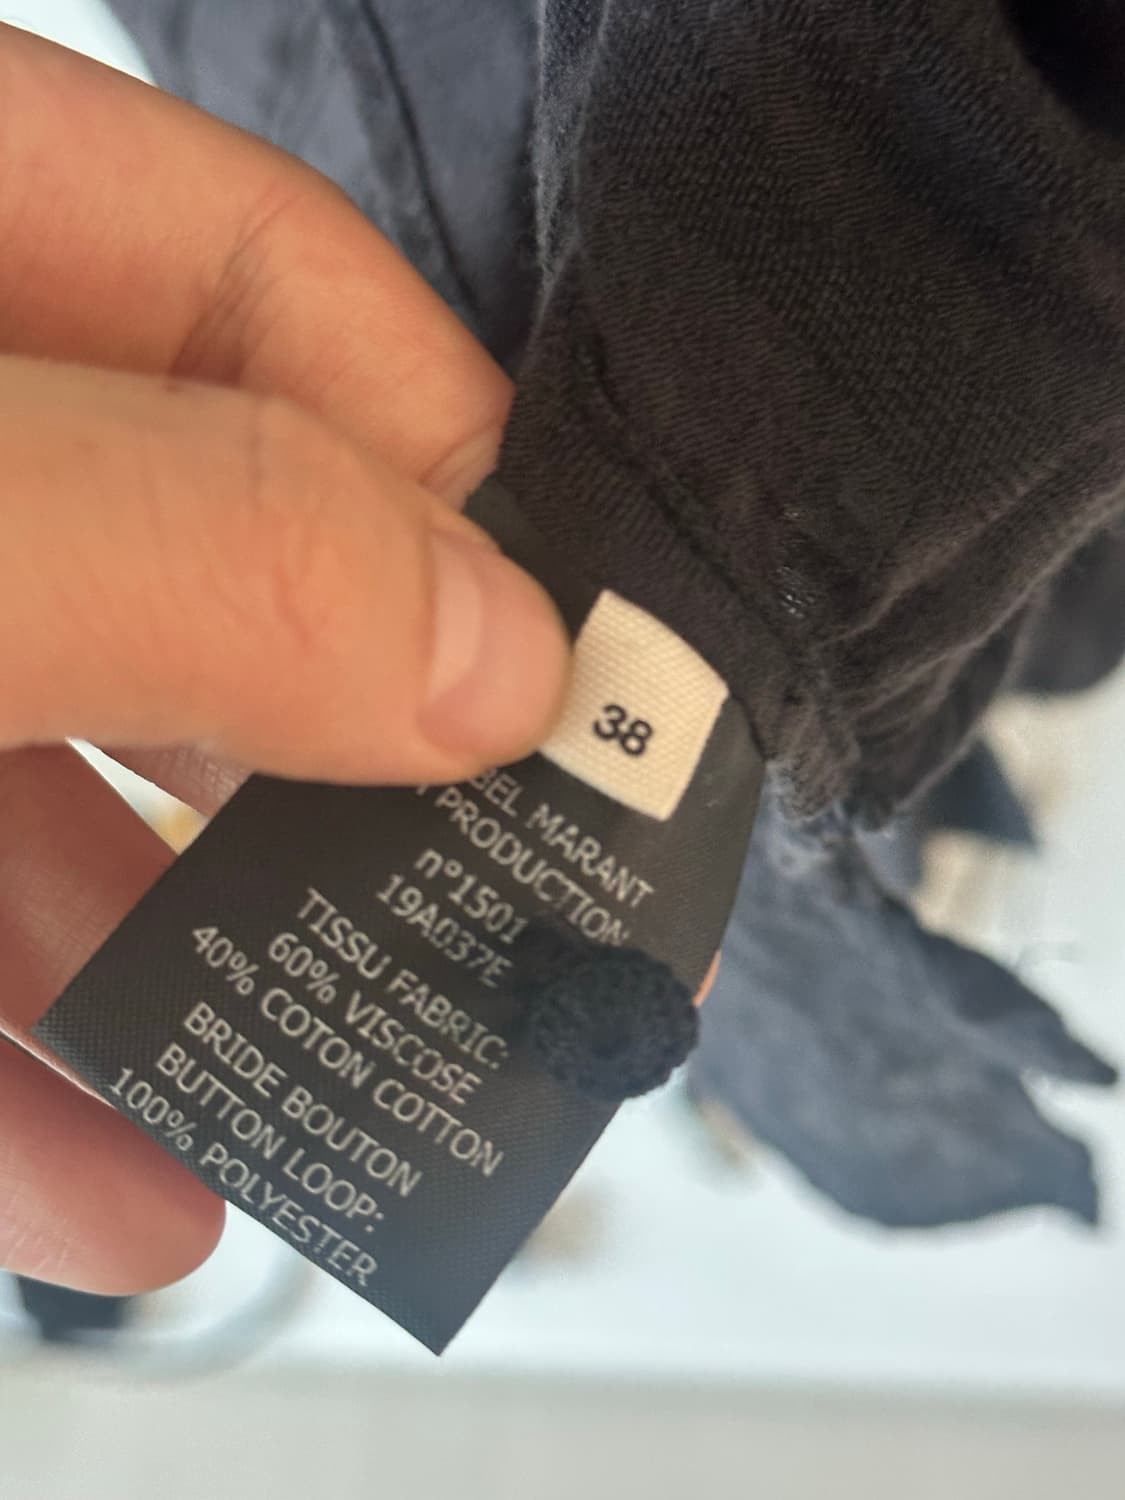 38
BEL MARANT
PRODUCTION
n°1501
19A037E
TISSU FABRIC:
60% VISCOSE
40% COTON COTTON
BRIDE BOUTON
BUTTON LOOP:
100% POLYESTER